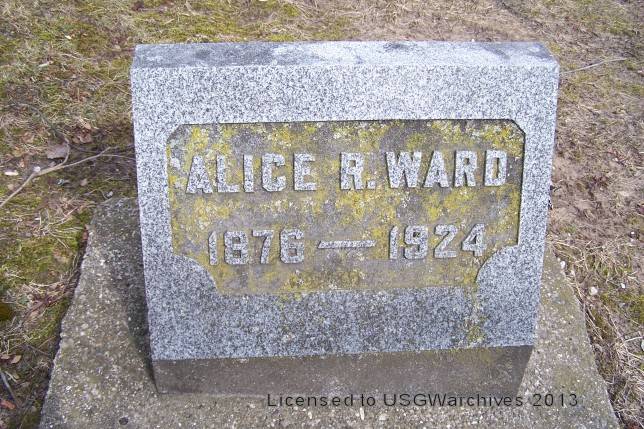 ALICE R. WARD
1876 — 1924
Licensed to USGWarchives 2013